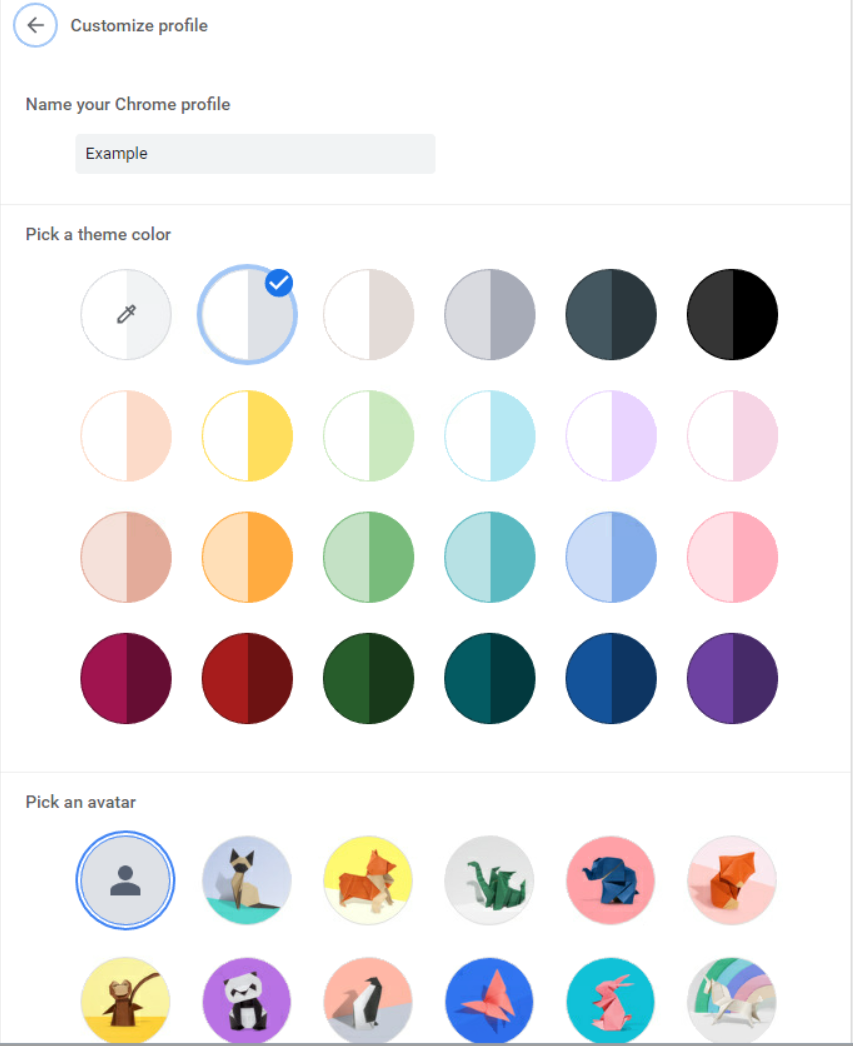 Customize profile
Name your Chrome profile
Example
Pick a theme color
Pick an avatar